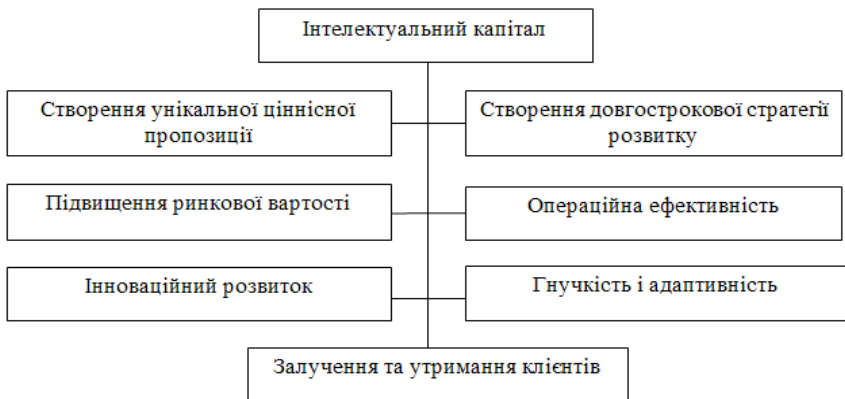 Інтелектуальний капітал
Створення унікальної ціннісної
пропозиції
Створення довгострокової стратегії
розвитку
Підвищення ринкової вартості
Операційна ефективність
Інноваційний розвиток
Гнучкість і адаптивність
Залучення та утримання клієнтів